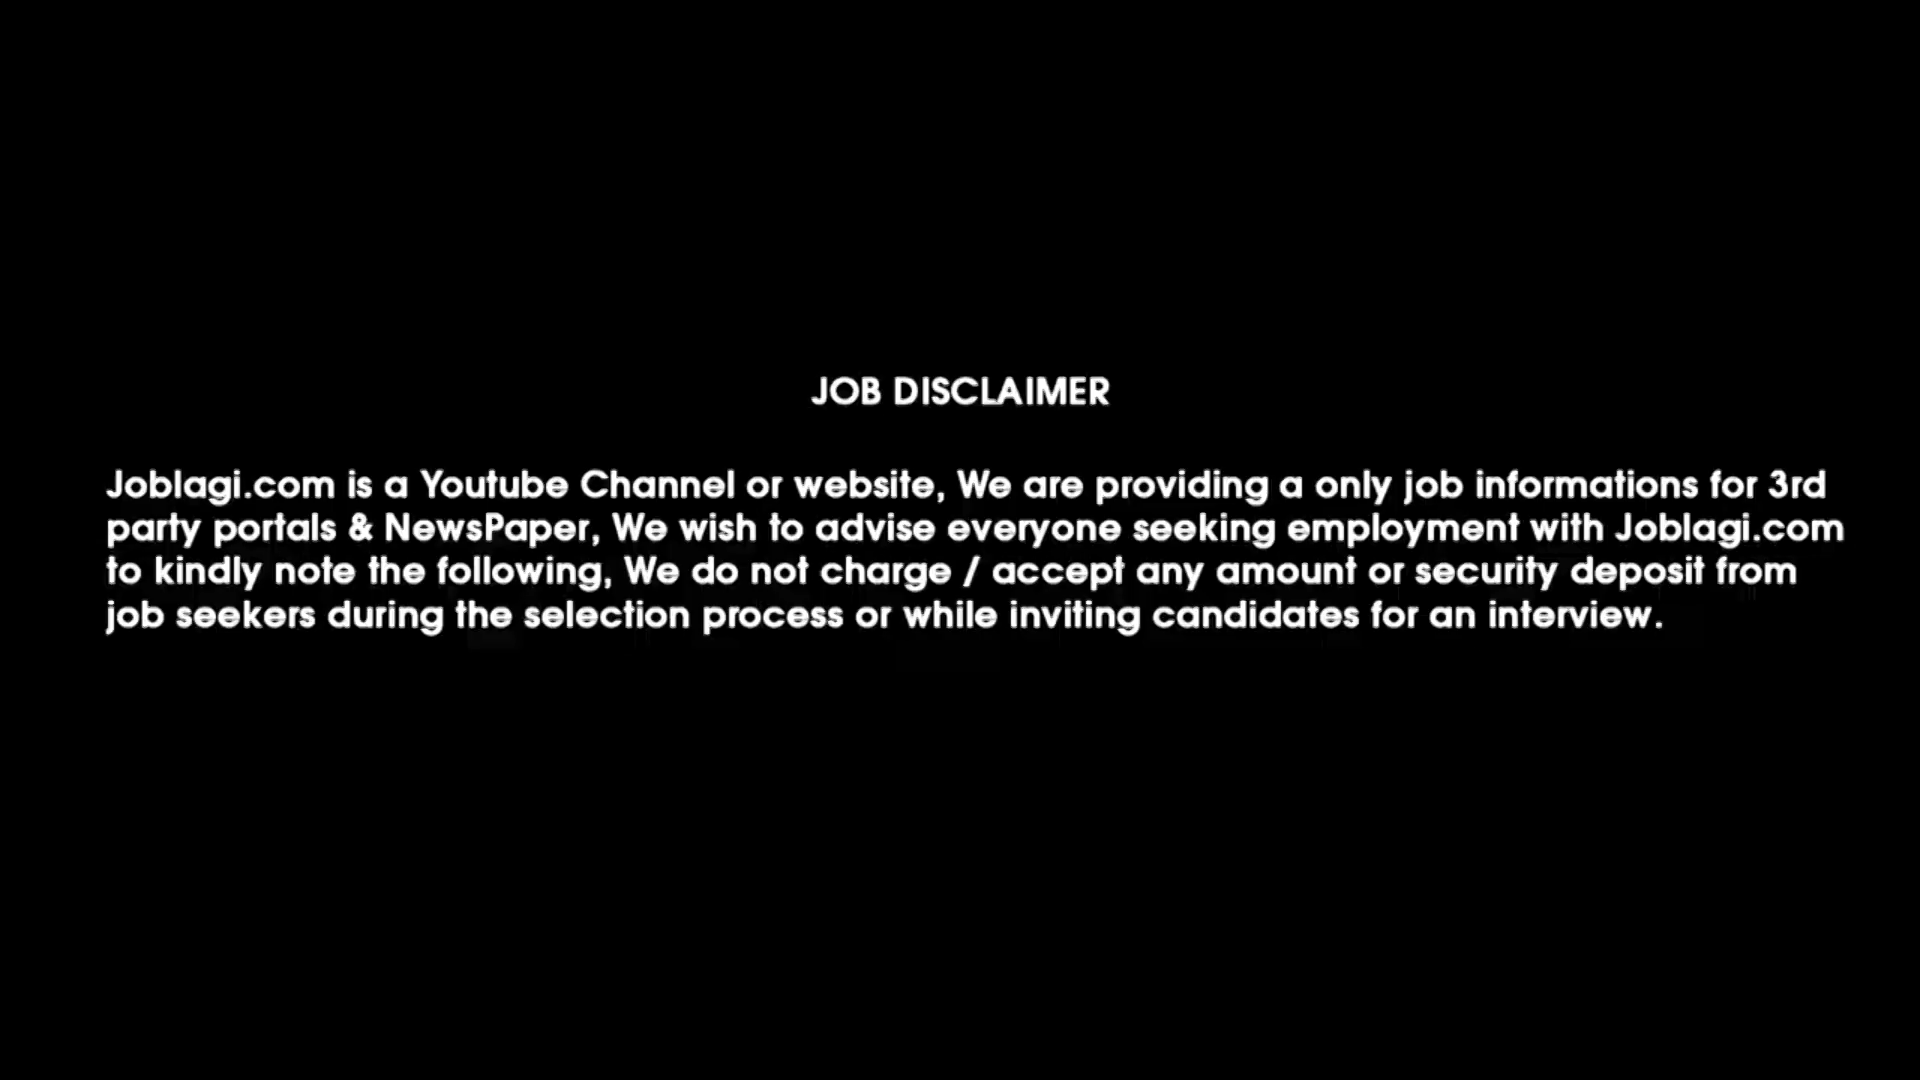 JOB DISCLAIMER
Joblagi.com is a Youtube Channel or website, We are providing a only job informations for 3rd
party portals & NewsPaper, We wish to advise everyone seeking employment with Joblagi.com
to kindly note the following, We do not charge / accept any amount or security deposit from
job seekers during the selection process or while inviting candidates for an interview.